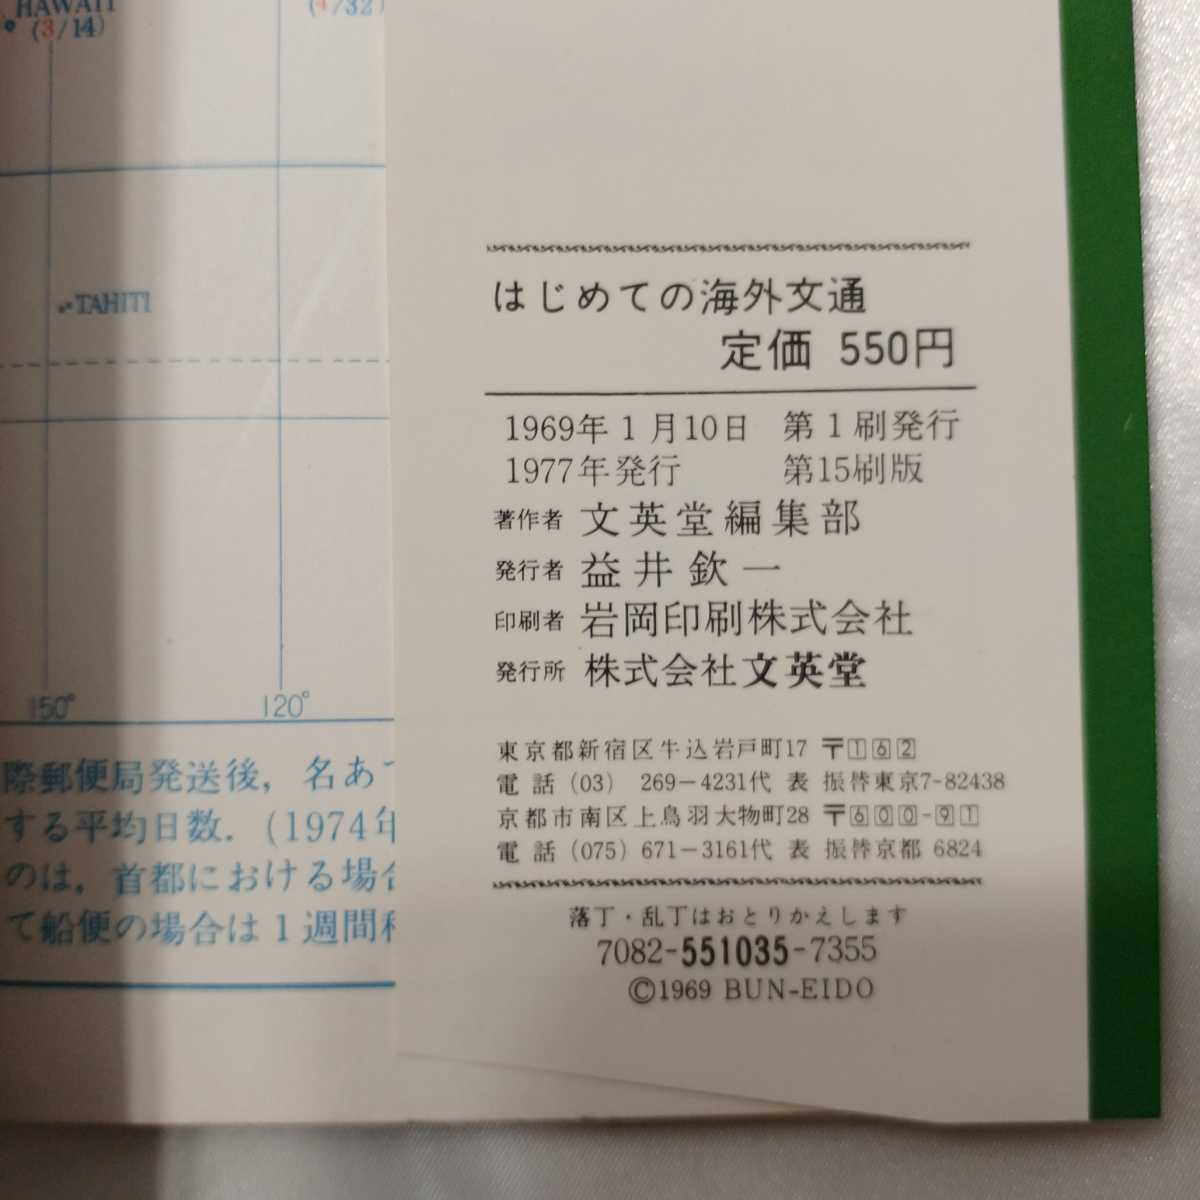 HAWAII
(3/14)
(4/32)
TAHITI
150°
120°
際郵便局発送後，名あて
する平均日数．(1974年
のは，首都における場合
て船便の場合は1週間程
はじめての海外文通
定価 550円
1969年1月10日 第1刷発行
1977年発行 第15刷版
著作者 文英堂編集部
発行者 益井欽一
印刷者 岩岡印刷株式会社
発行所 株式会社文英堂
東京都新宿区牛込岩戸町17 〒162
電話 (03) 269-4231代表 振替東京7-82438
京都市南区上鳥羽大物町28 〒600-91
電話 (075) 671-3161代表 振替京都 6824
落丁・乱丁はおとりかえします
7082-551035-7355
©1969 BUN-EIDO